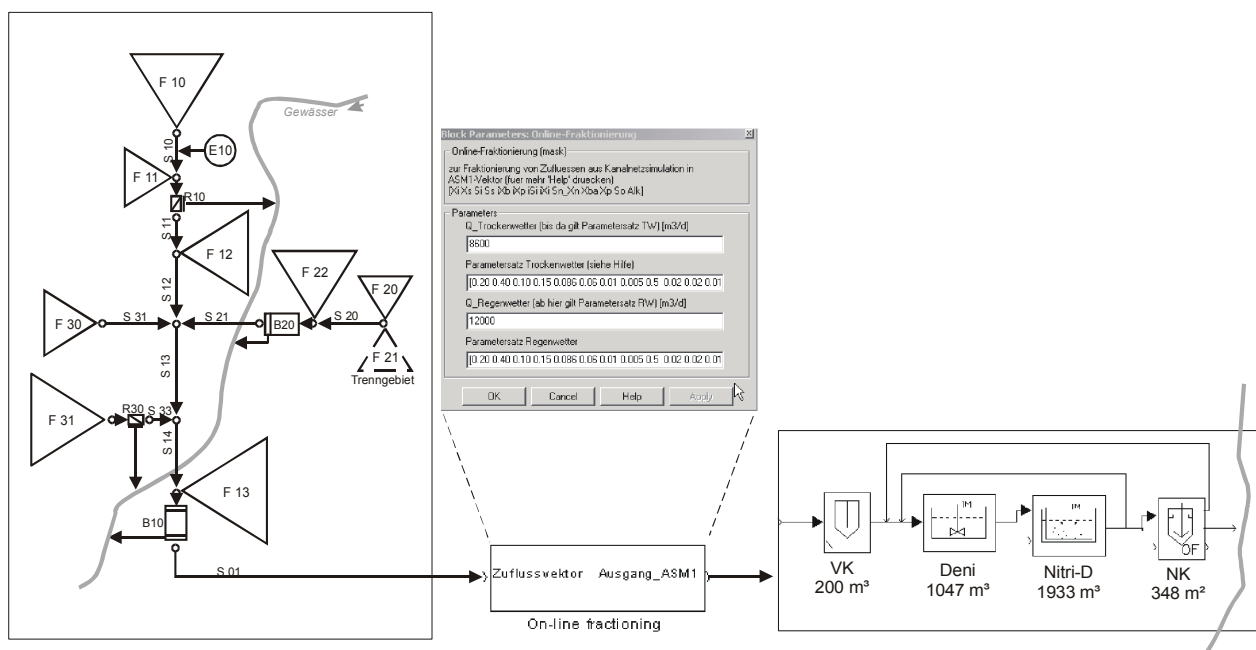 F 10
Gewässer
S 10
E10
F 11
R10
S 11
F 12
F 22
F 20
S 12
F 30
S 31
S 21
B20
S 20
F 21
Trenngebiet
S 13
F 31
R30
S 33
S 14
F 13
B10
S 01
Block Parameters: Online-Fraktionierung
Online-Fraktionierung (mask)
zur Fraktionierung von Zufluessen aus Kanalnetzsimulation in
ASM1-Vektor (fuer mehr 'Help' druecken)
[Xi Xs Si Ss iXb iXp iSi iXi Sn_Xn Xba Xp So Alk]
Parameters
Q_Trockenwetter (bis da gilt Parametersatz TW) [m3/d]
8600
Parametersatz Trockenwetter (siehe Hilfe)
[0.20 0.40 0.10 0.15 0.086 0.06 0.01 0.005 0.5 0.02 0.02 0.01
Q_Regenwetter (ab hier gilt Parametersatz RW) [m3/d]
12000
Parametersatz Regenwetter
[0.20 0.40 0.10 0.15 0.086 0.06 0.01 0.005 0.5 0.02 0.02 0.01
OK Cancel Help Apply
Zuflussvektor Ausgang_ASM1
On-line fractioning
VK
200 m³
1M
Deni
1047 m³
1M
Nitri-D
1933 m³
OF
NK
348 m²